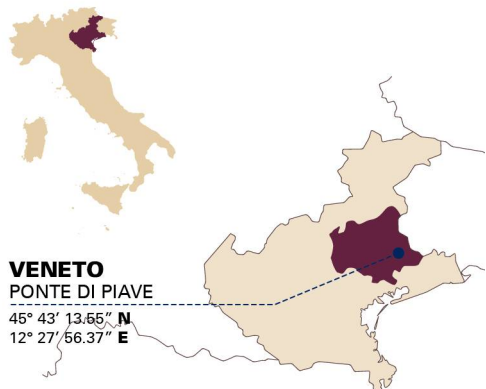 VENETO
PONTE DI PIAVE
45° 43’ 13.55” N
12° 27’ 56.37” E